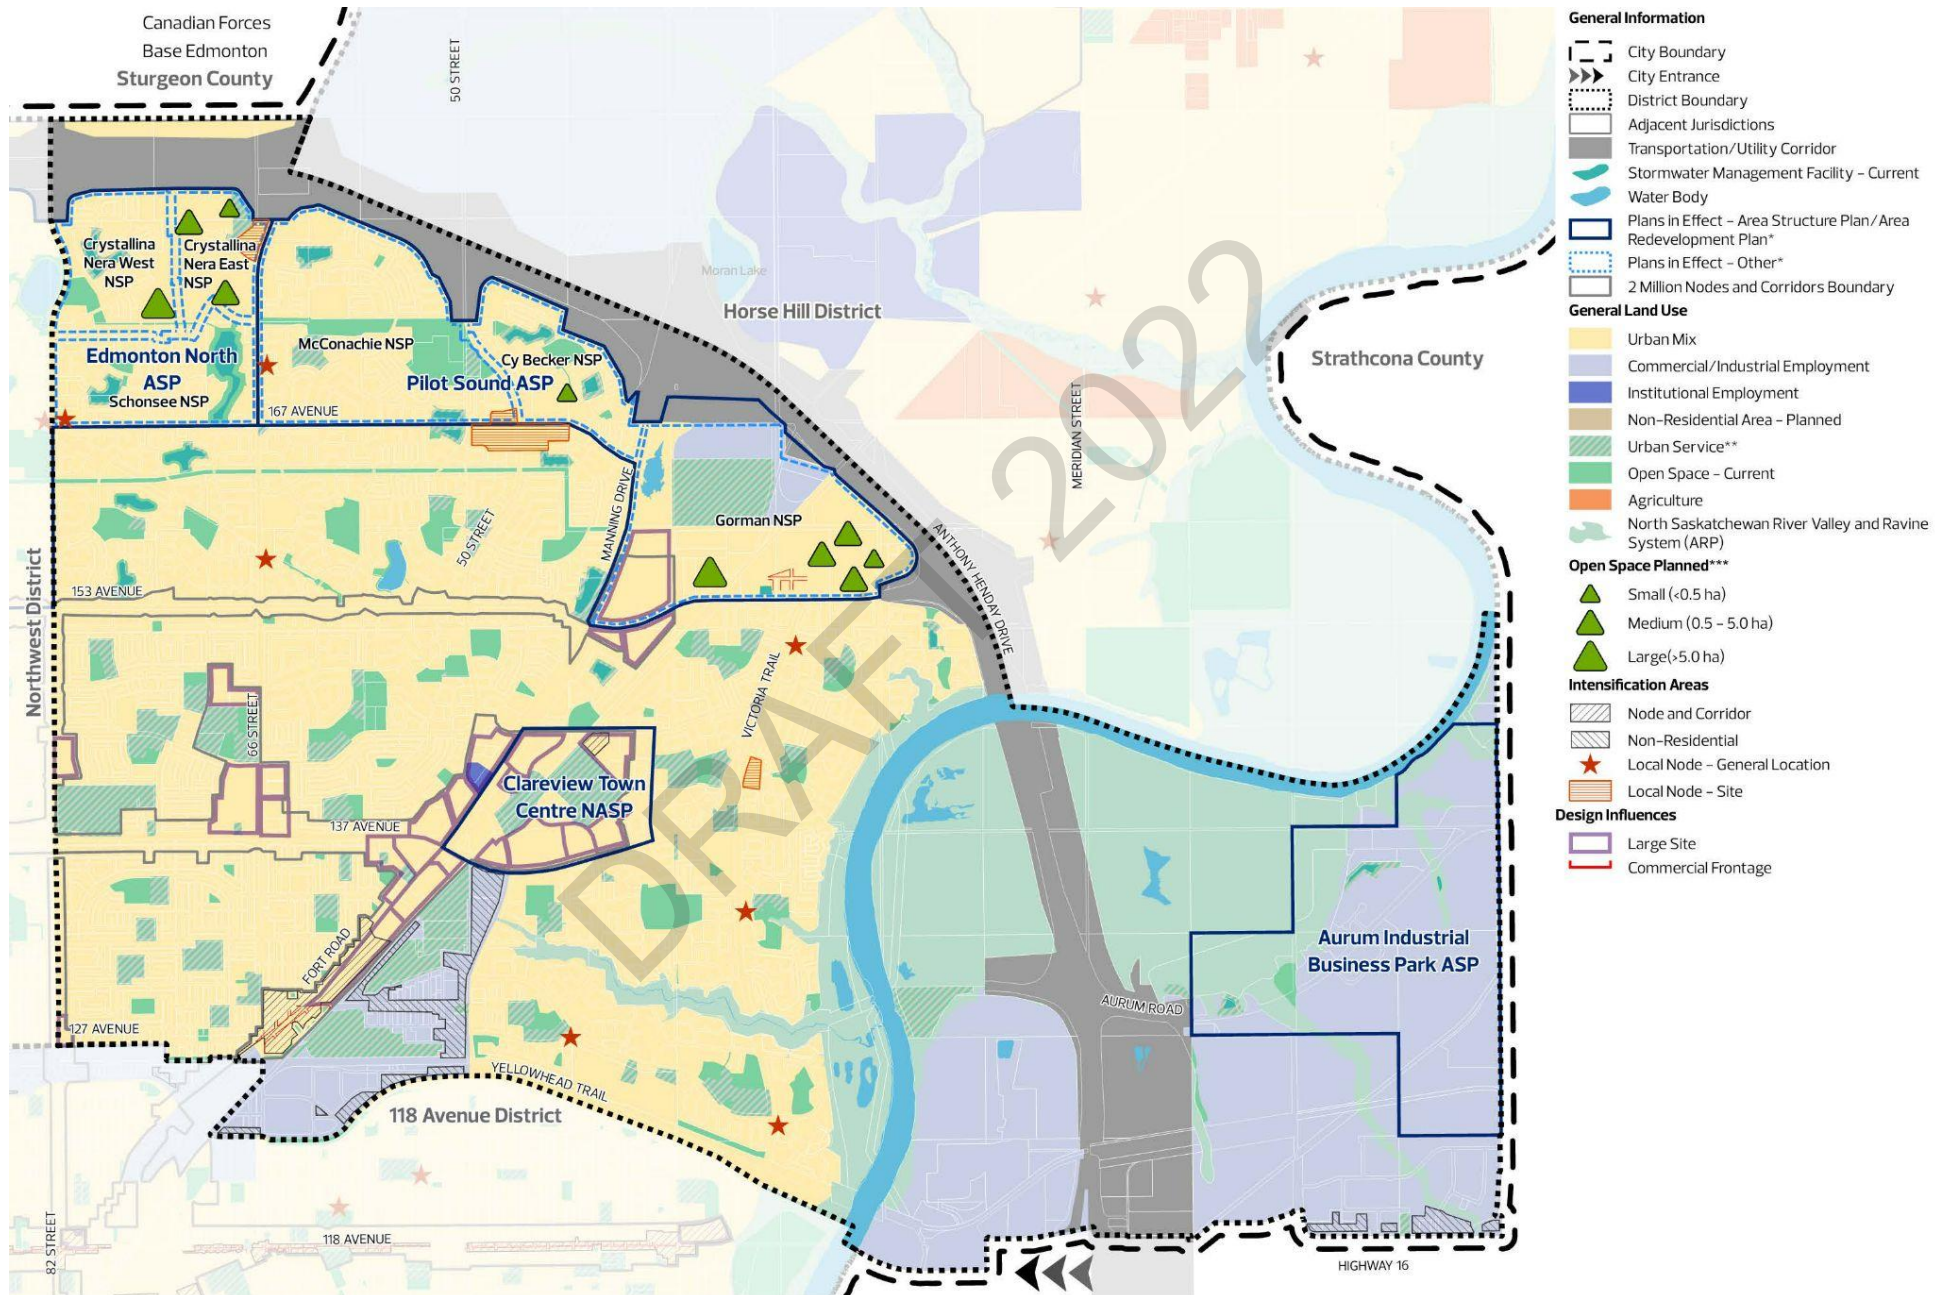 Canadian Forces
Base Edmonton
Sturgeon County
50 STREET
Crystallina
Nera West
NSP
Crystallina
Nera East
NSP
Moran Lake
Horse Hill District
McConachie NSP
Cy Becker NSP
Edmonton North
ASP
Schonsee NSP
Pilot Sound ASP
167 AVENUE
Strathcona County
MERIDIAN STREET
MANNING DRIVE
Gorman NSP
50 STREET
ANTHONY HENDAY DRIVE
153 AVENUE
Northwest District
66 STREET
VICTORIA TRAIL
Clareview Town
Centre NASP
137 AVENUE
FORT ROAD
Aurum Industrial
Business Park ASP
AURUM ROAD
127 AVENUE
YELLOWHEAD TRAIL
118 Avenue District
82 STREET
118 AVENUE
HIGHWAY 16
DRAFT 2022
General Information
City Boundary
City Entrance
District Boundary
Adjacent Jurisdictions
Transportation/Utility Corridor
Stormwater Management Facility – Current
Water Body
Plans in Effect – Area Structure Plan/Area
Redevelopment Plan*
Plans in Effect – Other*
2 Million Nodes and Corridors Boundary
General Land Use
Urban Mix
Commercial/Industrial Employment
Institutional Employment
Non-Residential Area – Planned
Urban Service**
Open Space – Current
Agriculture
North Saskatchewan River Valley and Ravine
System (ARP)
Open Space Planned***
Small (<0.5 ha)
Medium (0.5 – 5.0 ha)
Large(>5.0 ha)
Intensification Areas
Node and Corridor
Non-Residential
Local Node – General Location
Local Node – Site
Design Influences
Large Site
Commercial Frontage